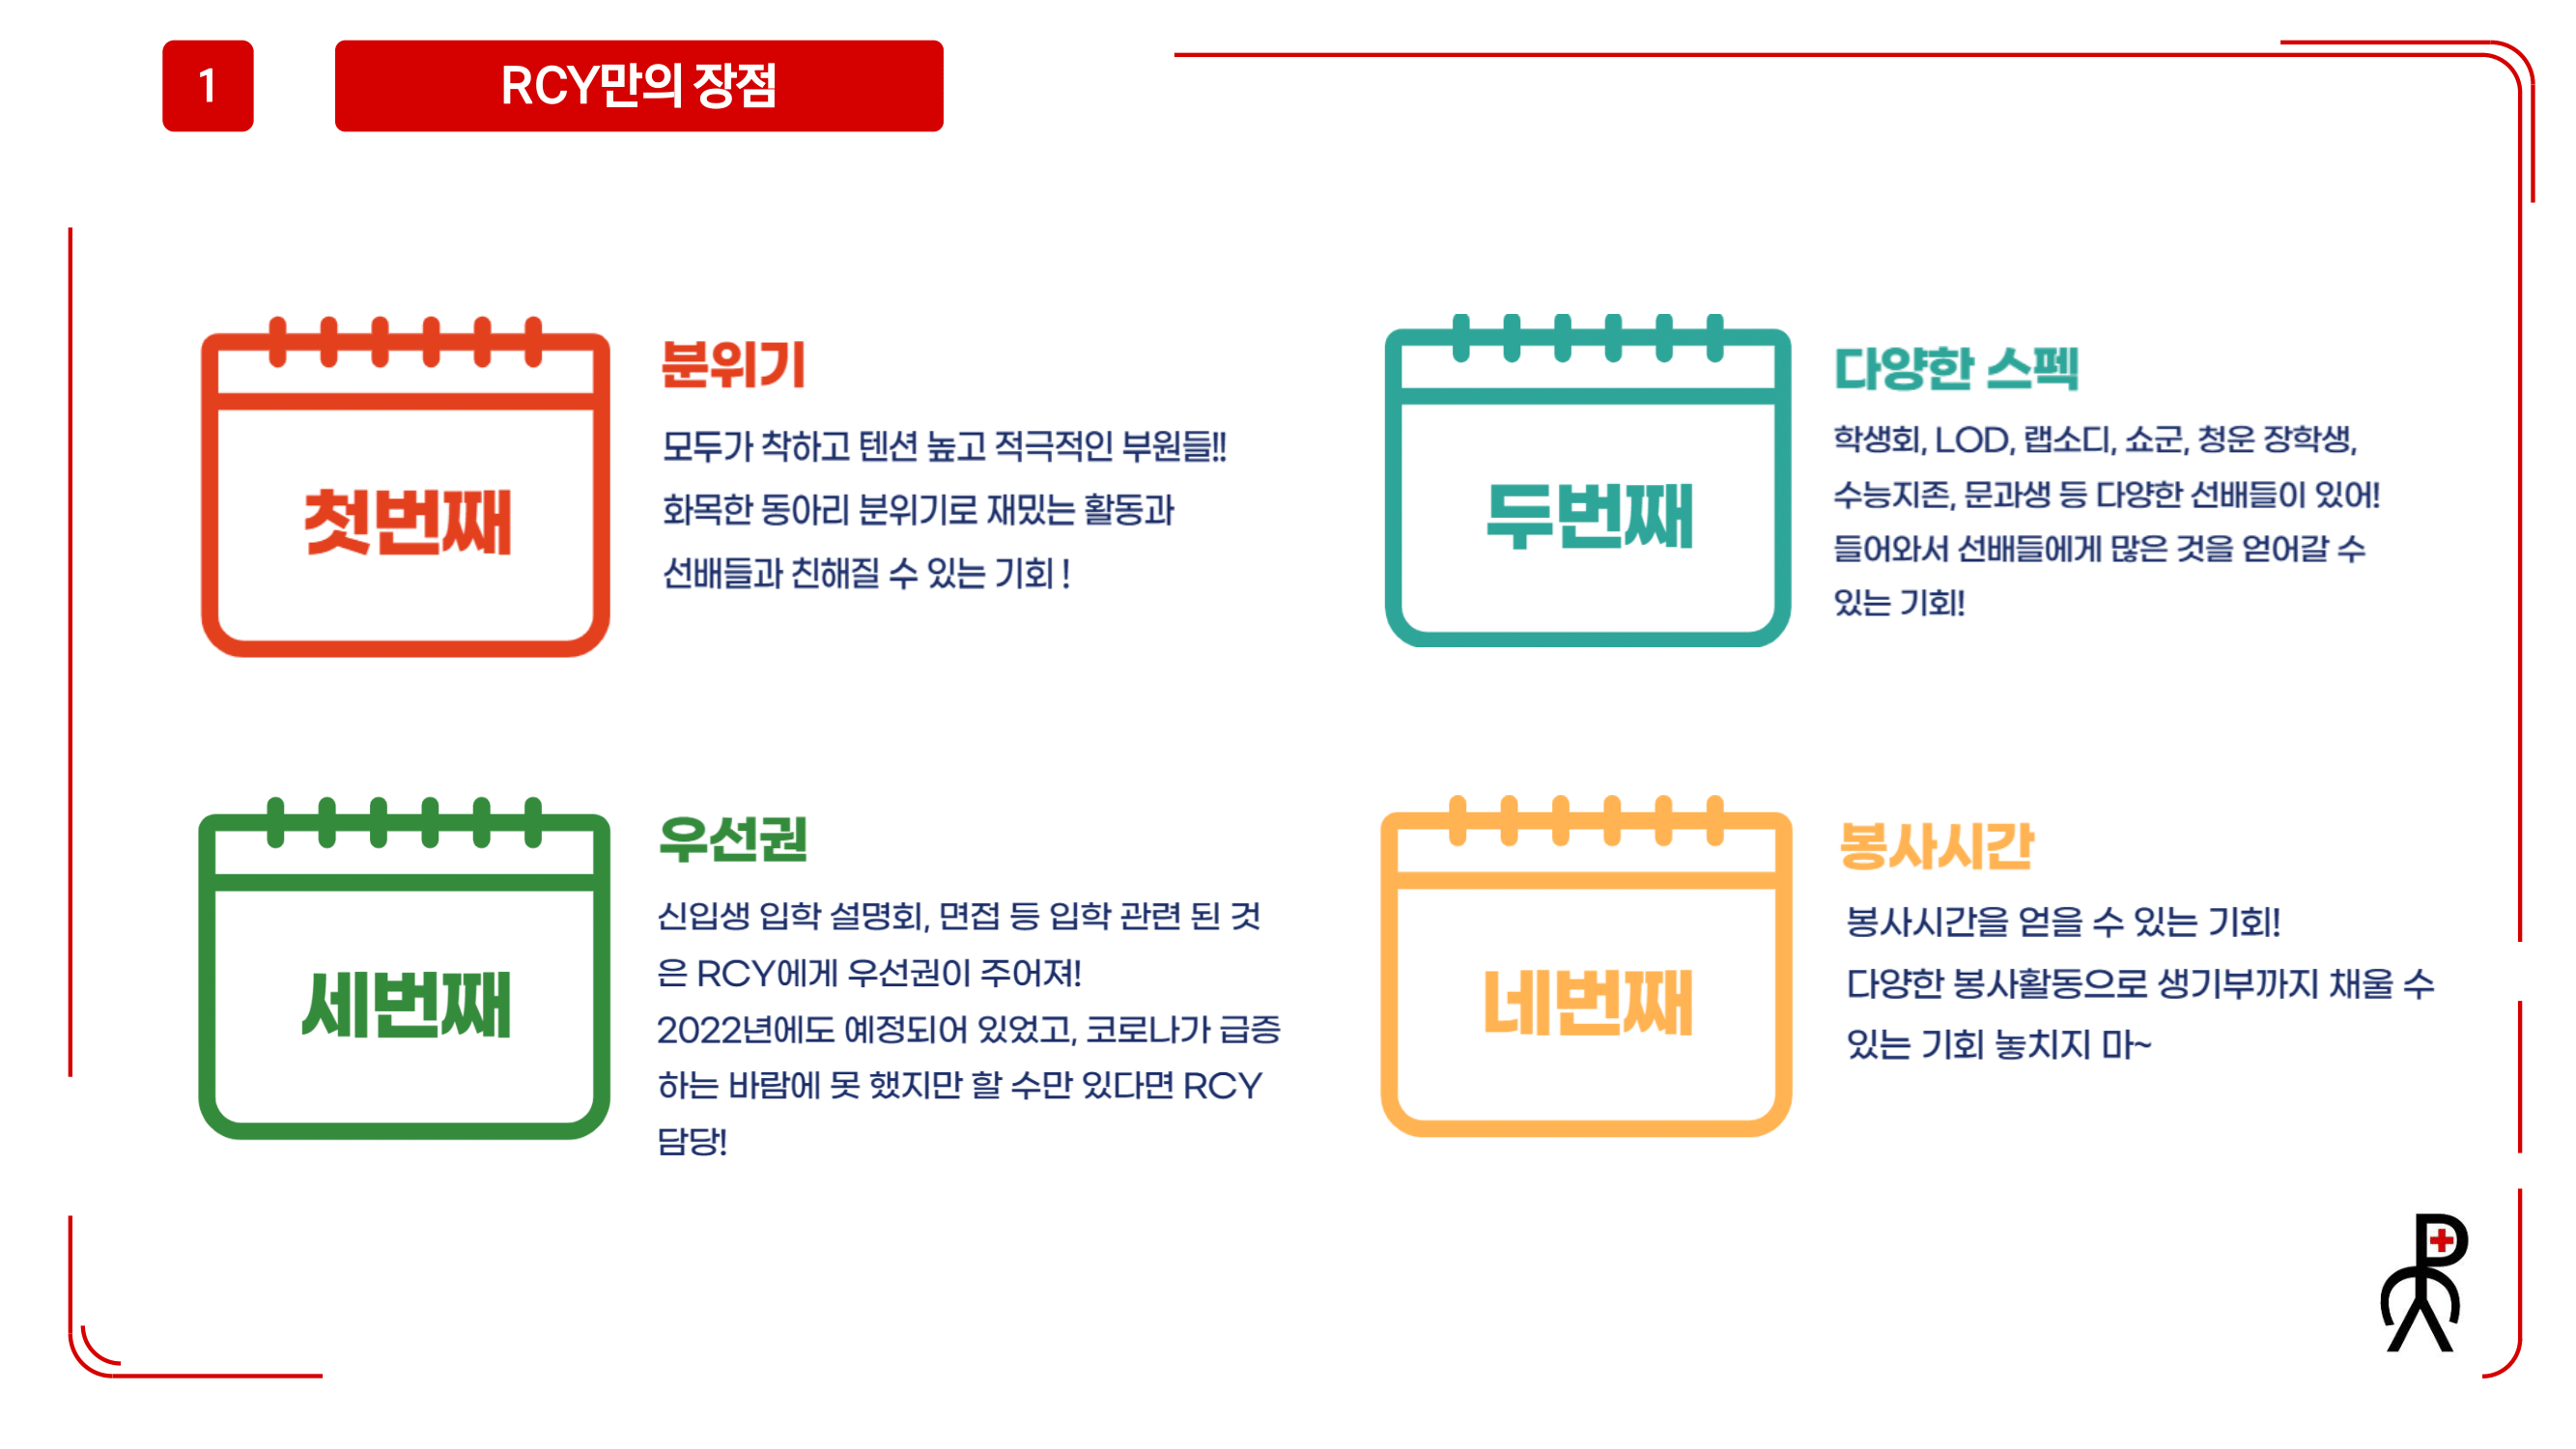 1
RCY만의 장점
첫번째
분위기
모두가 착하고 텐션 높고 적극적인 부원들!!
화목한 동아리 분위기로 재밌는 활동과
선배들과 친해질 수 있는 기회 !
두번째
다양한 스펙
학생회, LOD, 랩소디, 쇼군, 청운 장학생,
수능지존, 문과생 등 다양한 선배들이 있어!
들어와서 선배들에게 많은 것을 얻어갈 수
있는 기회!
세번째
우선권
신입생 입학 설명회, 면접 등 입학 관련 된 것
은 RCY에게 우선권이 주어져!
2022년에도 예정되어 있었고, 코로나가 급증
하는 바람에 못 했지만 할 수만 있다면 RCY
담당!
네번째
봉사시간
봉사시간을 얻을 수 있는 기회!
다양한 봉사활동으로 생기부까지 채울 수
있는 기회 놓치지 마~